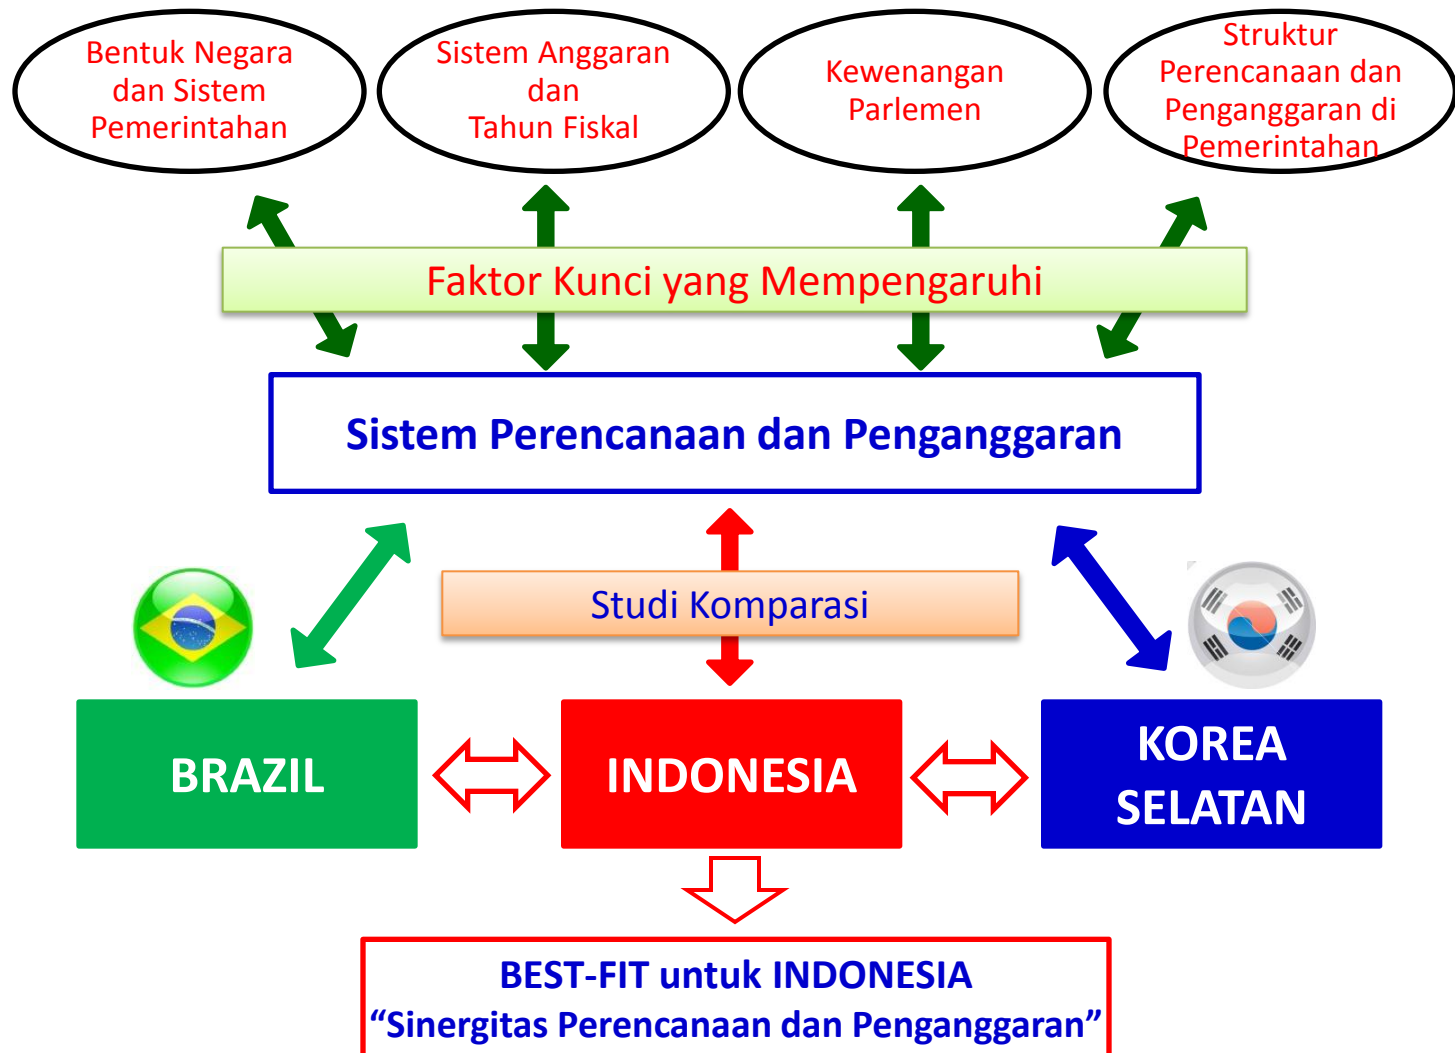 Bentuk Negara
dan Sistem
Pemerintahan
Sistem Anggaran
dan
Tahun Fiskal
Kewenangan
Parlemen
Struktur
Perencanaan dan
Penganggaran di
Pemerintahan
Faktor Kunci yang Mempengaruhi
Sistem Perencanaan dan Penganggaran
Studi Komparasi
BRAZIL
INDONESIA
KOREA
SELATAN
BEST-FIT untuk INDONESIA
“Sinergitas Perencanaan dan Penganggaran”